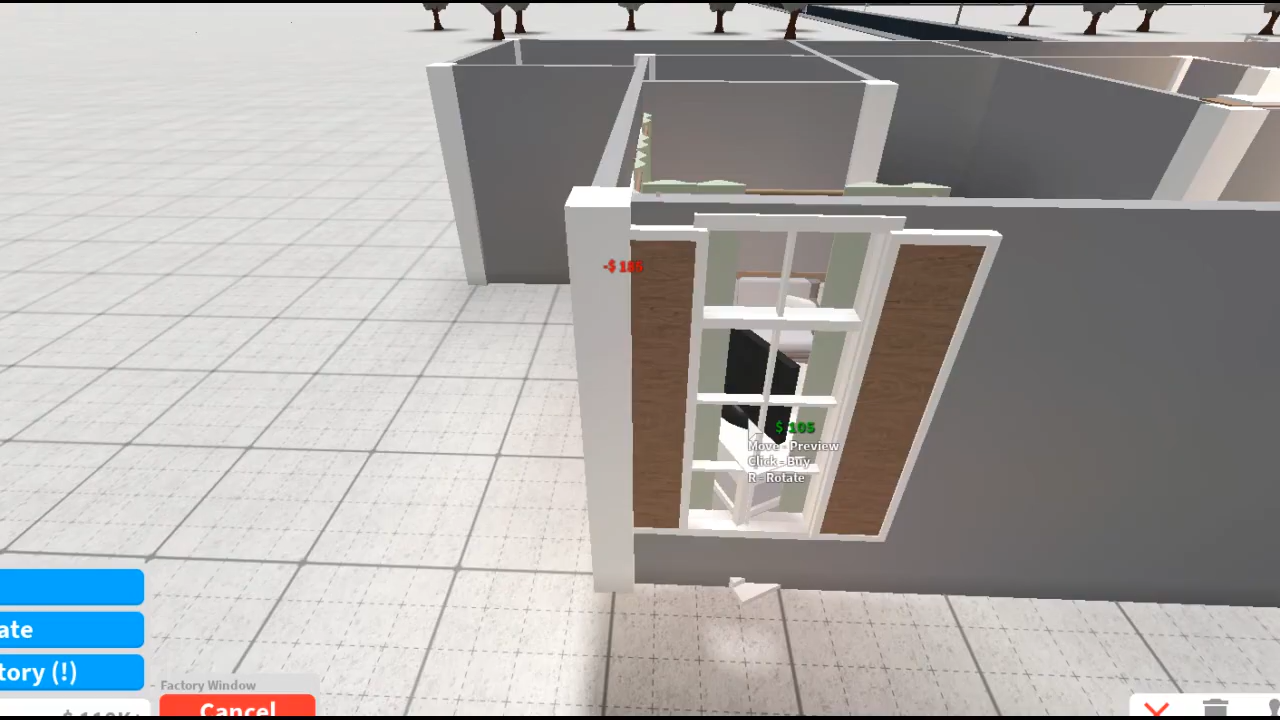 -$ 185
$ 105
Move - Preview
Click - Buy
R - Rotate
ate
tory (!)
Factory Window
Cancel